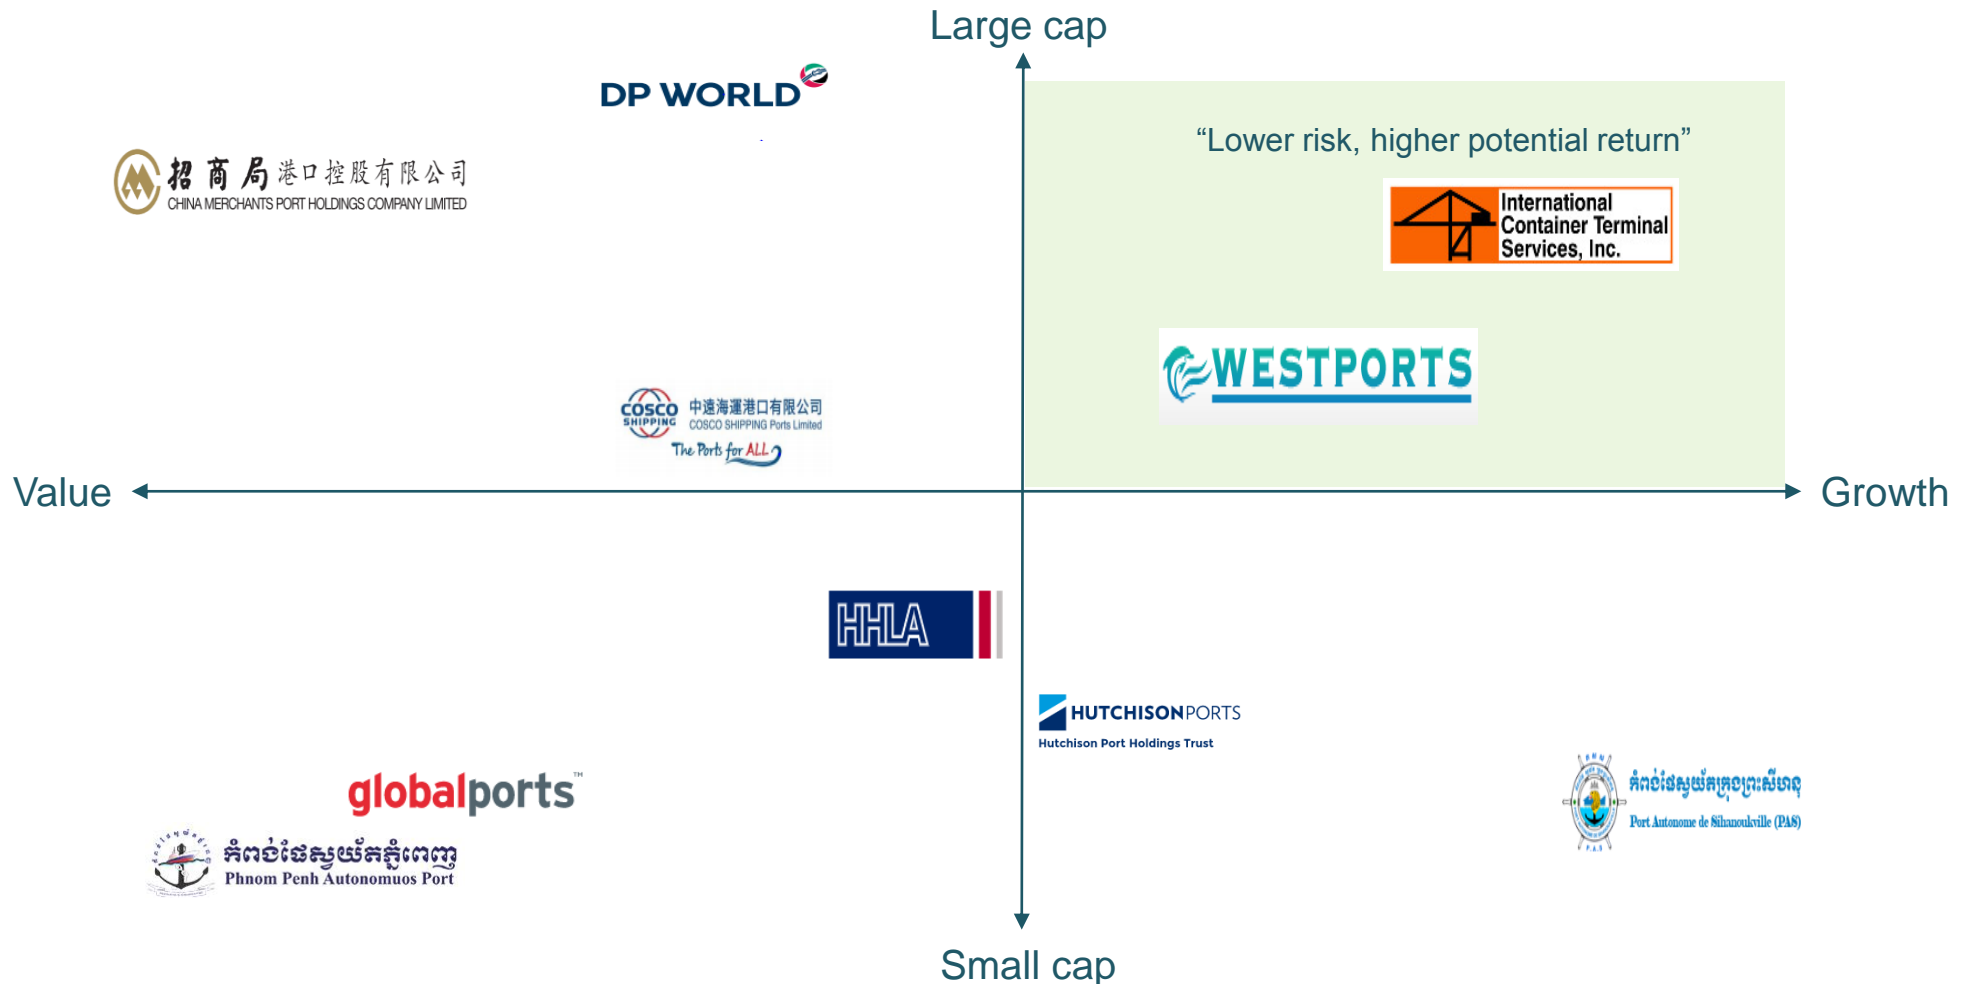 Large cap
DP WORLD
“Lower risk, higher potential return”
招商局港口控股有限公司
CHINA MERCHANTS PORT HOLDINGS COMPANY LIMITED
International
Container Terminal
Services, Inc.
WESTPORTS
COSCO
SHIPPING
中遠海運港口有限公司
COSCO SHIPPING Ports Limited
The Ports for ALL
Value
Growth
HHLA
HUTCHISONPORTS
Hutchison Port Holdings Trust
globalports™
កំពង់ផែស្វយ័តក្រុងព្រះសីហនុ
Port Autonome de Sihanoukville (PAS)
P.A.S
កំពង់ផែស្វយ័តភ្នំពេញ
Phnom Penh Autonomuos Port
Small cap